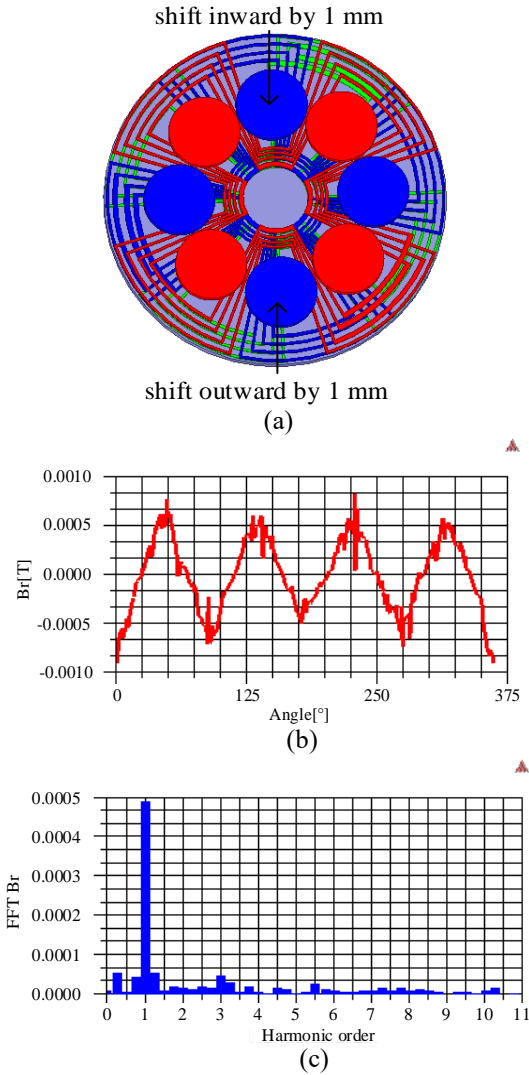 shift inward by 1 mm
shift outward by 1 mm
(a)
0.0010
0.0005
0.0000
-0.0005
-0.0010
Br[T]
0 125 250 375
Angle[°]
(b)
0.0005
0.0004
0.0003
0.0002
0.0001
0.0000
FFT Br
0 1 2 3 4 5 6 7 8 9 10 11
Harmonic order
(c)